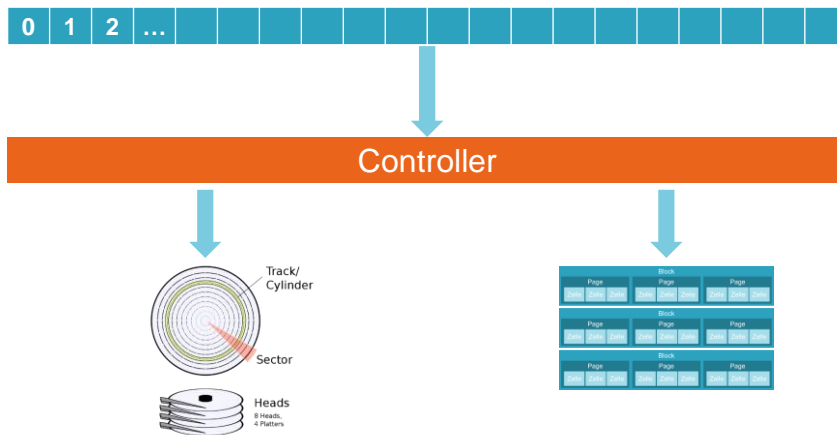 0 1 2 ...
Controller
Track/
Cylinder
Sector
Heads
8 Heads,
4 Platters
Block
Page Page Page
Zelle Zelle Zelle Zelle Zelle Zelle Zelle Zelle Zelle
Block
Page Page Page
Zelle Zelle Zelle Zelle Zelle Zelle Zelle Zelle Zelle
Block
Page Page Page
Zelle Zelle Zelle Zelle Zelle Zelle Zelle Zelle Zelle